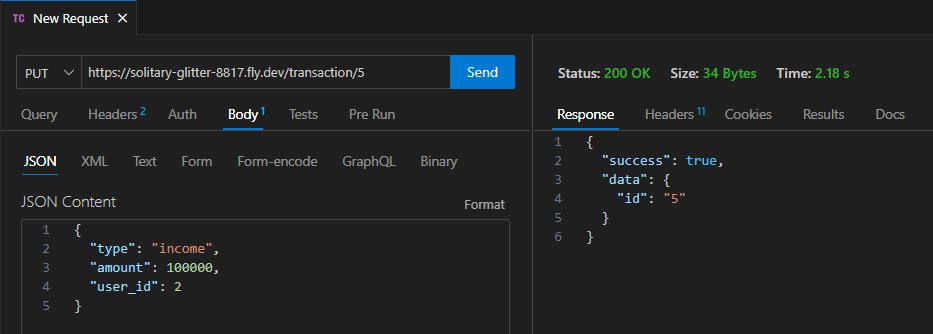 TC New Request ×
PUT https://solitary-glitter-8817.fly.dev/transaction/5 Send
Query Headers 2 Auth Body 1 Tests Pre Run
JSON XML Text Form Form-encode GraphQL Binary
JSON Content Format
1 {
2 "type": "income",
3 "amount": 100000,
4 "user_id": 2
5 }
Status: 200 OK Size: 34 Bytes Time: 2.18 s
Response Headers 11 Cookies Results Docs
1 {
2 "success": true,
3 "data": {
4 "id": "5"
5 }
6 }